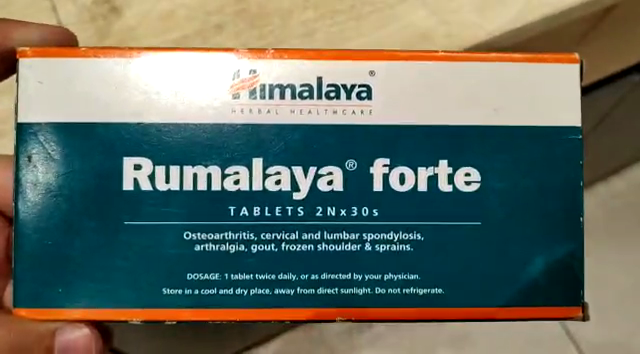 Himalaya®
HERBAL HEALTHCARE
Rumalaya® forte
TABLETS 2Nx30s
Osteoarthritis, cervical and lumbar spondylosis,
arthralgia, gout, frozen shoulder & sprains.
DOSAGE: 1 tablet twice daily, or as directed by your physician.
Store in a cool and dry place, away from direct sunlight. Do not refrigerate.